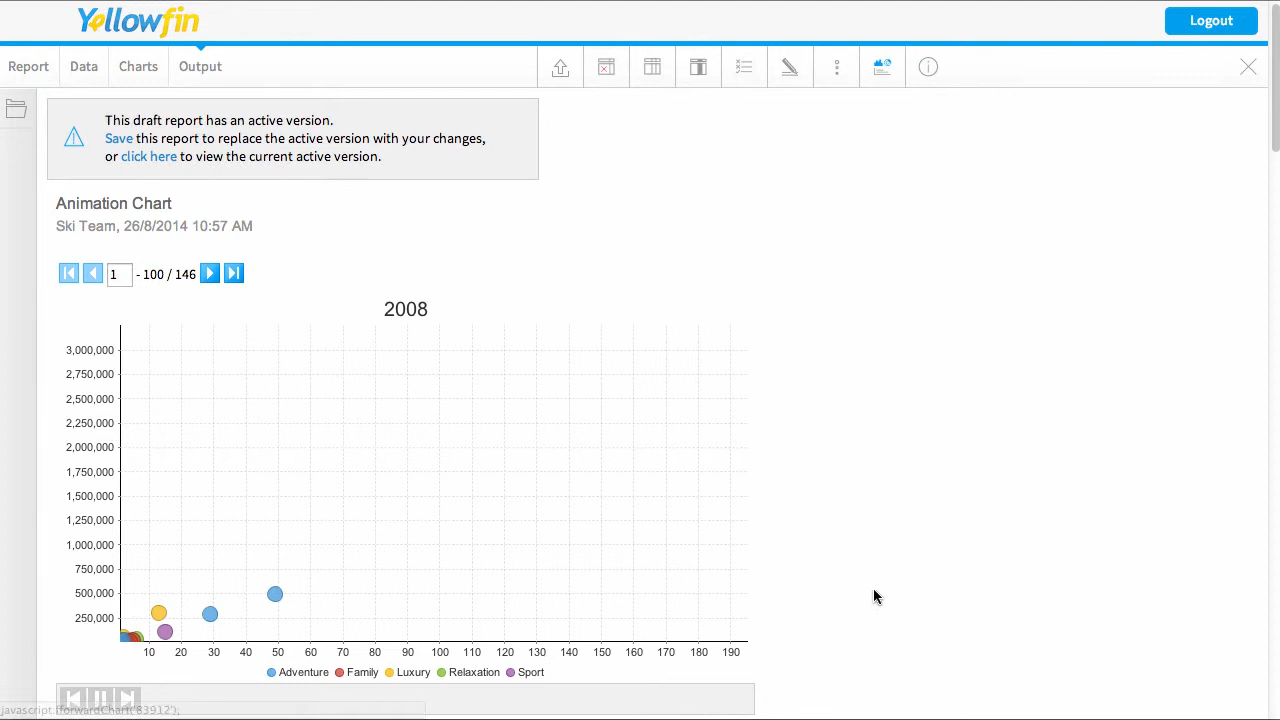 Yellowfin
Logout
Report Data Charts Output
This draft report has an active version.
Save this report to replace the active version with your changes,
or click here to view the current active version.
Animation Chart
Ski Team, 26/8/2014 10:57 AM
1 - 100 / 146
2008
3,000,000
2,750,000
2,500,000
2,250,000
2,000,000
1,750,000
1,500,000
1,250,000
1,000,000
750,000
500,000
250,000
10 20 30 40 50 60 70 80 90 100 110 120 130 140 150 160 170 180 190
Adventure Family Luxury Relaxation Sport
javascript:fforwardChart('83912');